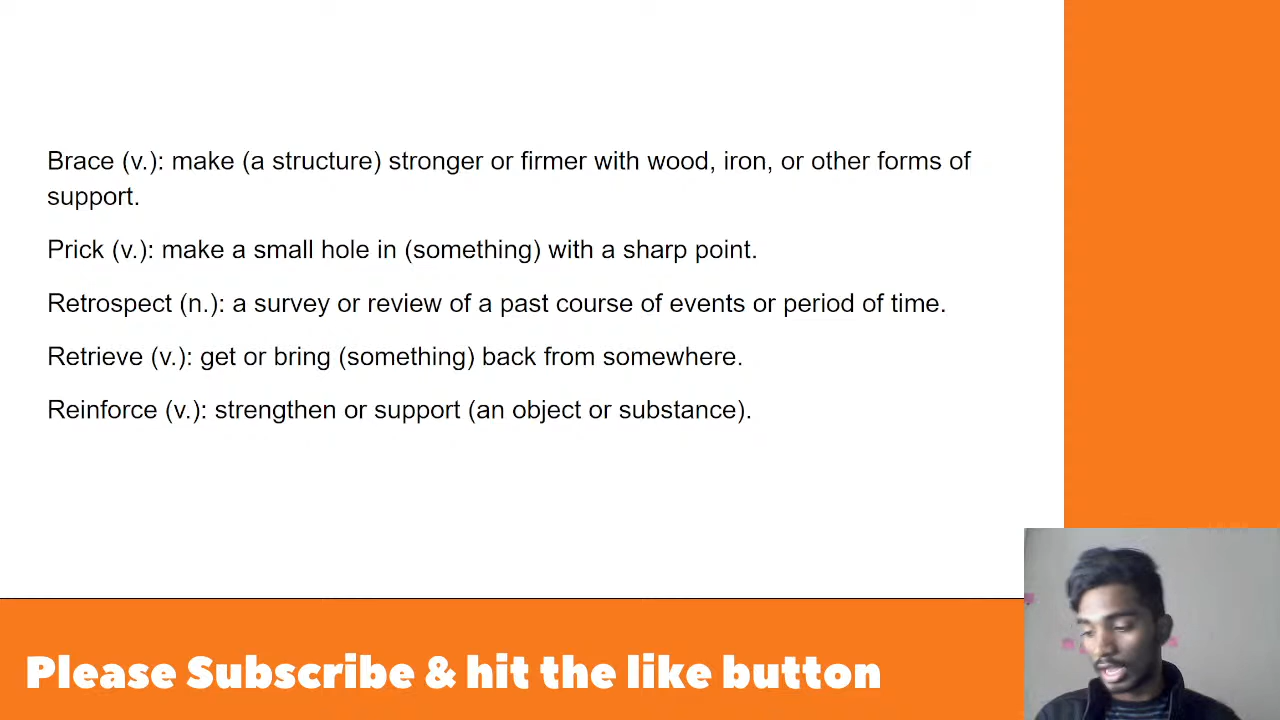 Brace (v.): make (a structure) stronger or firmer with wood, iron, or other forms of
support.
Prick (v.): make a small hole in (something) with a sharp point.
Retrospect (n.): a survey or review of a past course of events or period of time.
Retrieve (v.): get or bring (something) back from somewhere.
Reinforce (v.): strengthen or support (an object or substance).
Please Subscribe & hit the like button